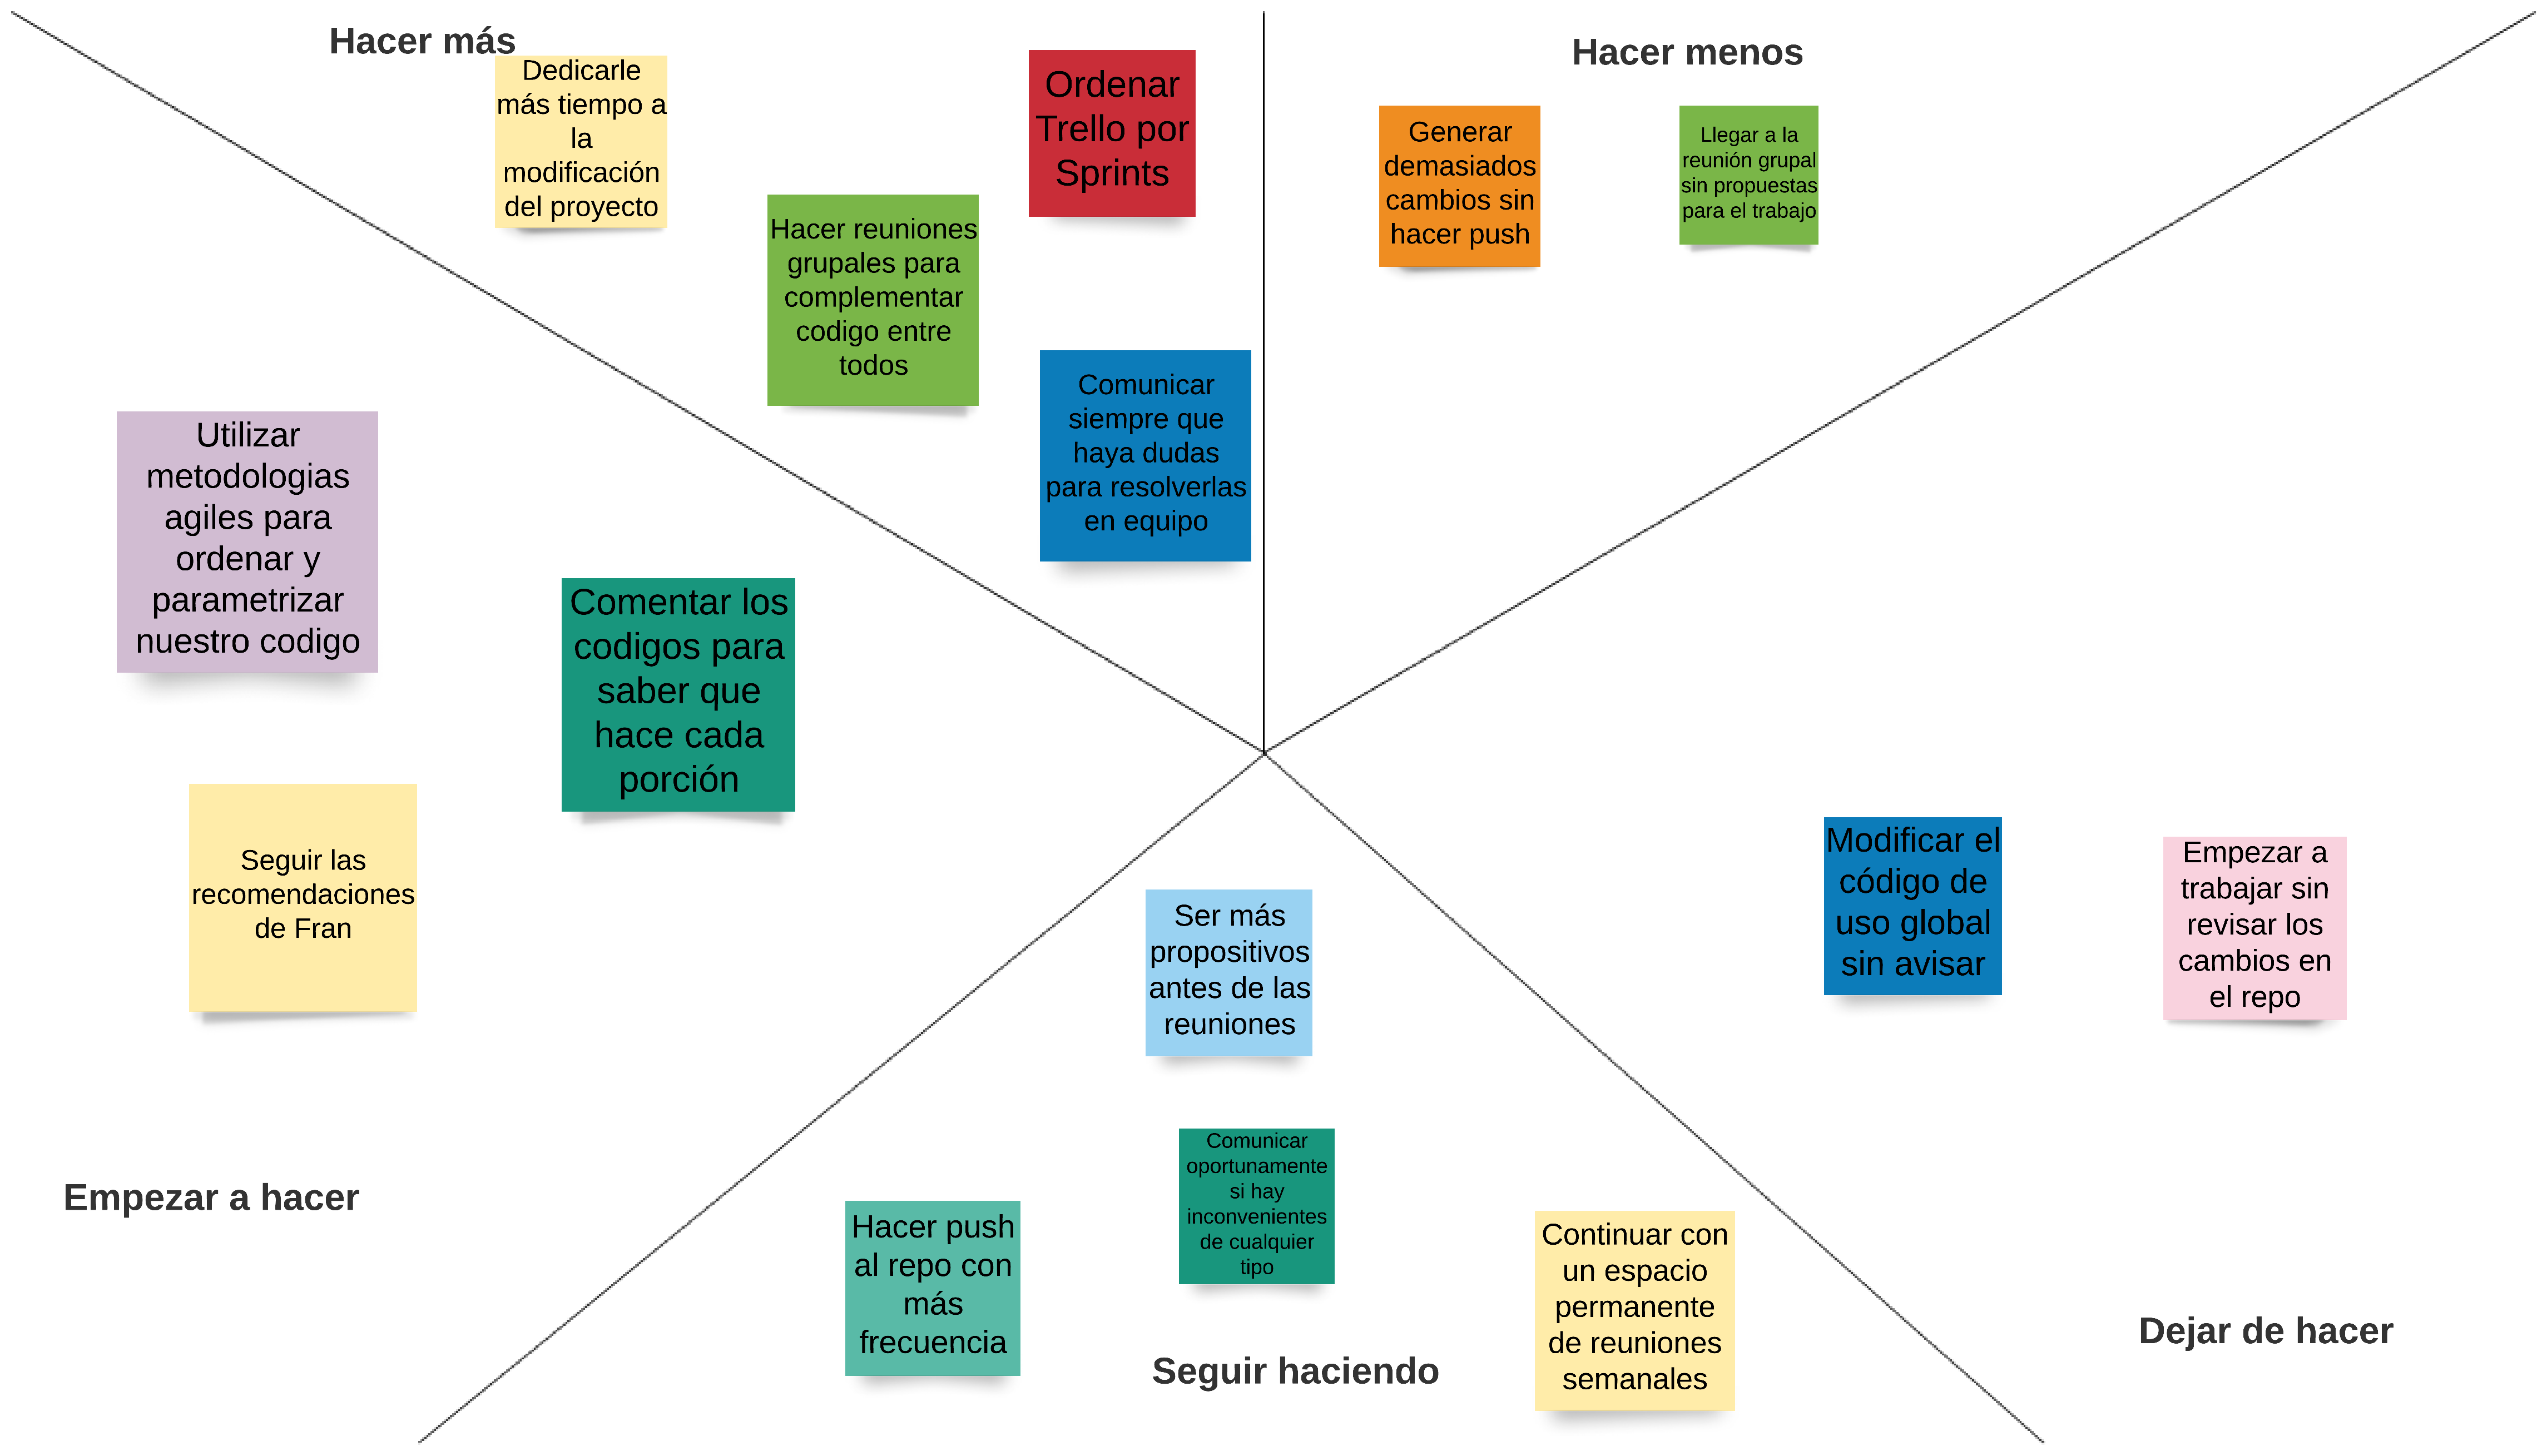 Hacer más
Dedicarle
más tiempo a
la
modificación
del proyecto
Hacer reuniones
grupales para
complementar
codigo entre
todos
Ordenar
Trello por
Sprints
Comunicar
siempre que
haya dudas
para resolverlas
en equipo
Hacer menos
Generar
demasiados
cambios sin
hacer push
Llegar a la
reunión grupal
sin propuestas
para el trabajo
Utilizar
metodologias
agiles para
ordenar y
parametrizar
nuestro codigo
Comentar los
codigos para
saber que
hace cada
porción
Seguir las
recomendaciones
de Fran
Empezar a hacer
Ser más
propositivos
antes de las
reuniones
Comunicar
oportunamente
si hay
inconvenientes
de cualquier
tipo
Hacer push
al repo con
más
frecuencia
Continuar con
un espacio
permanente
de reuniones
semanales
Seguir haciendo
Modificar el
código de
uso global
sin avisar
Empezar a
trabajar sin
revisar los
cambios en
el repo
Dejar de hacer